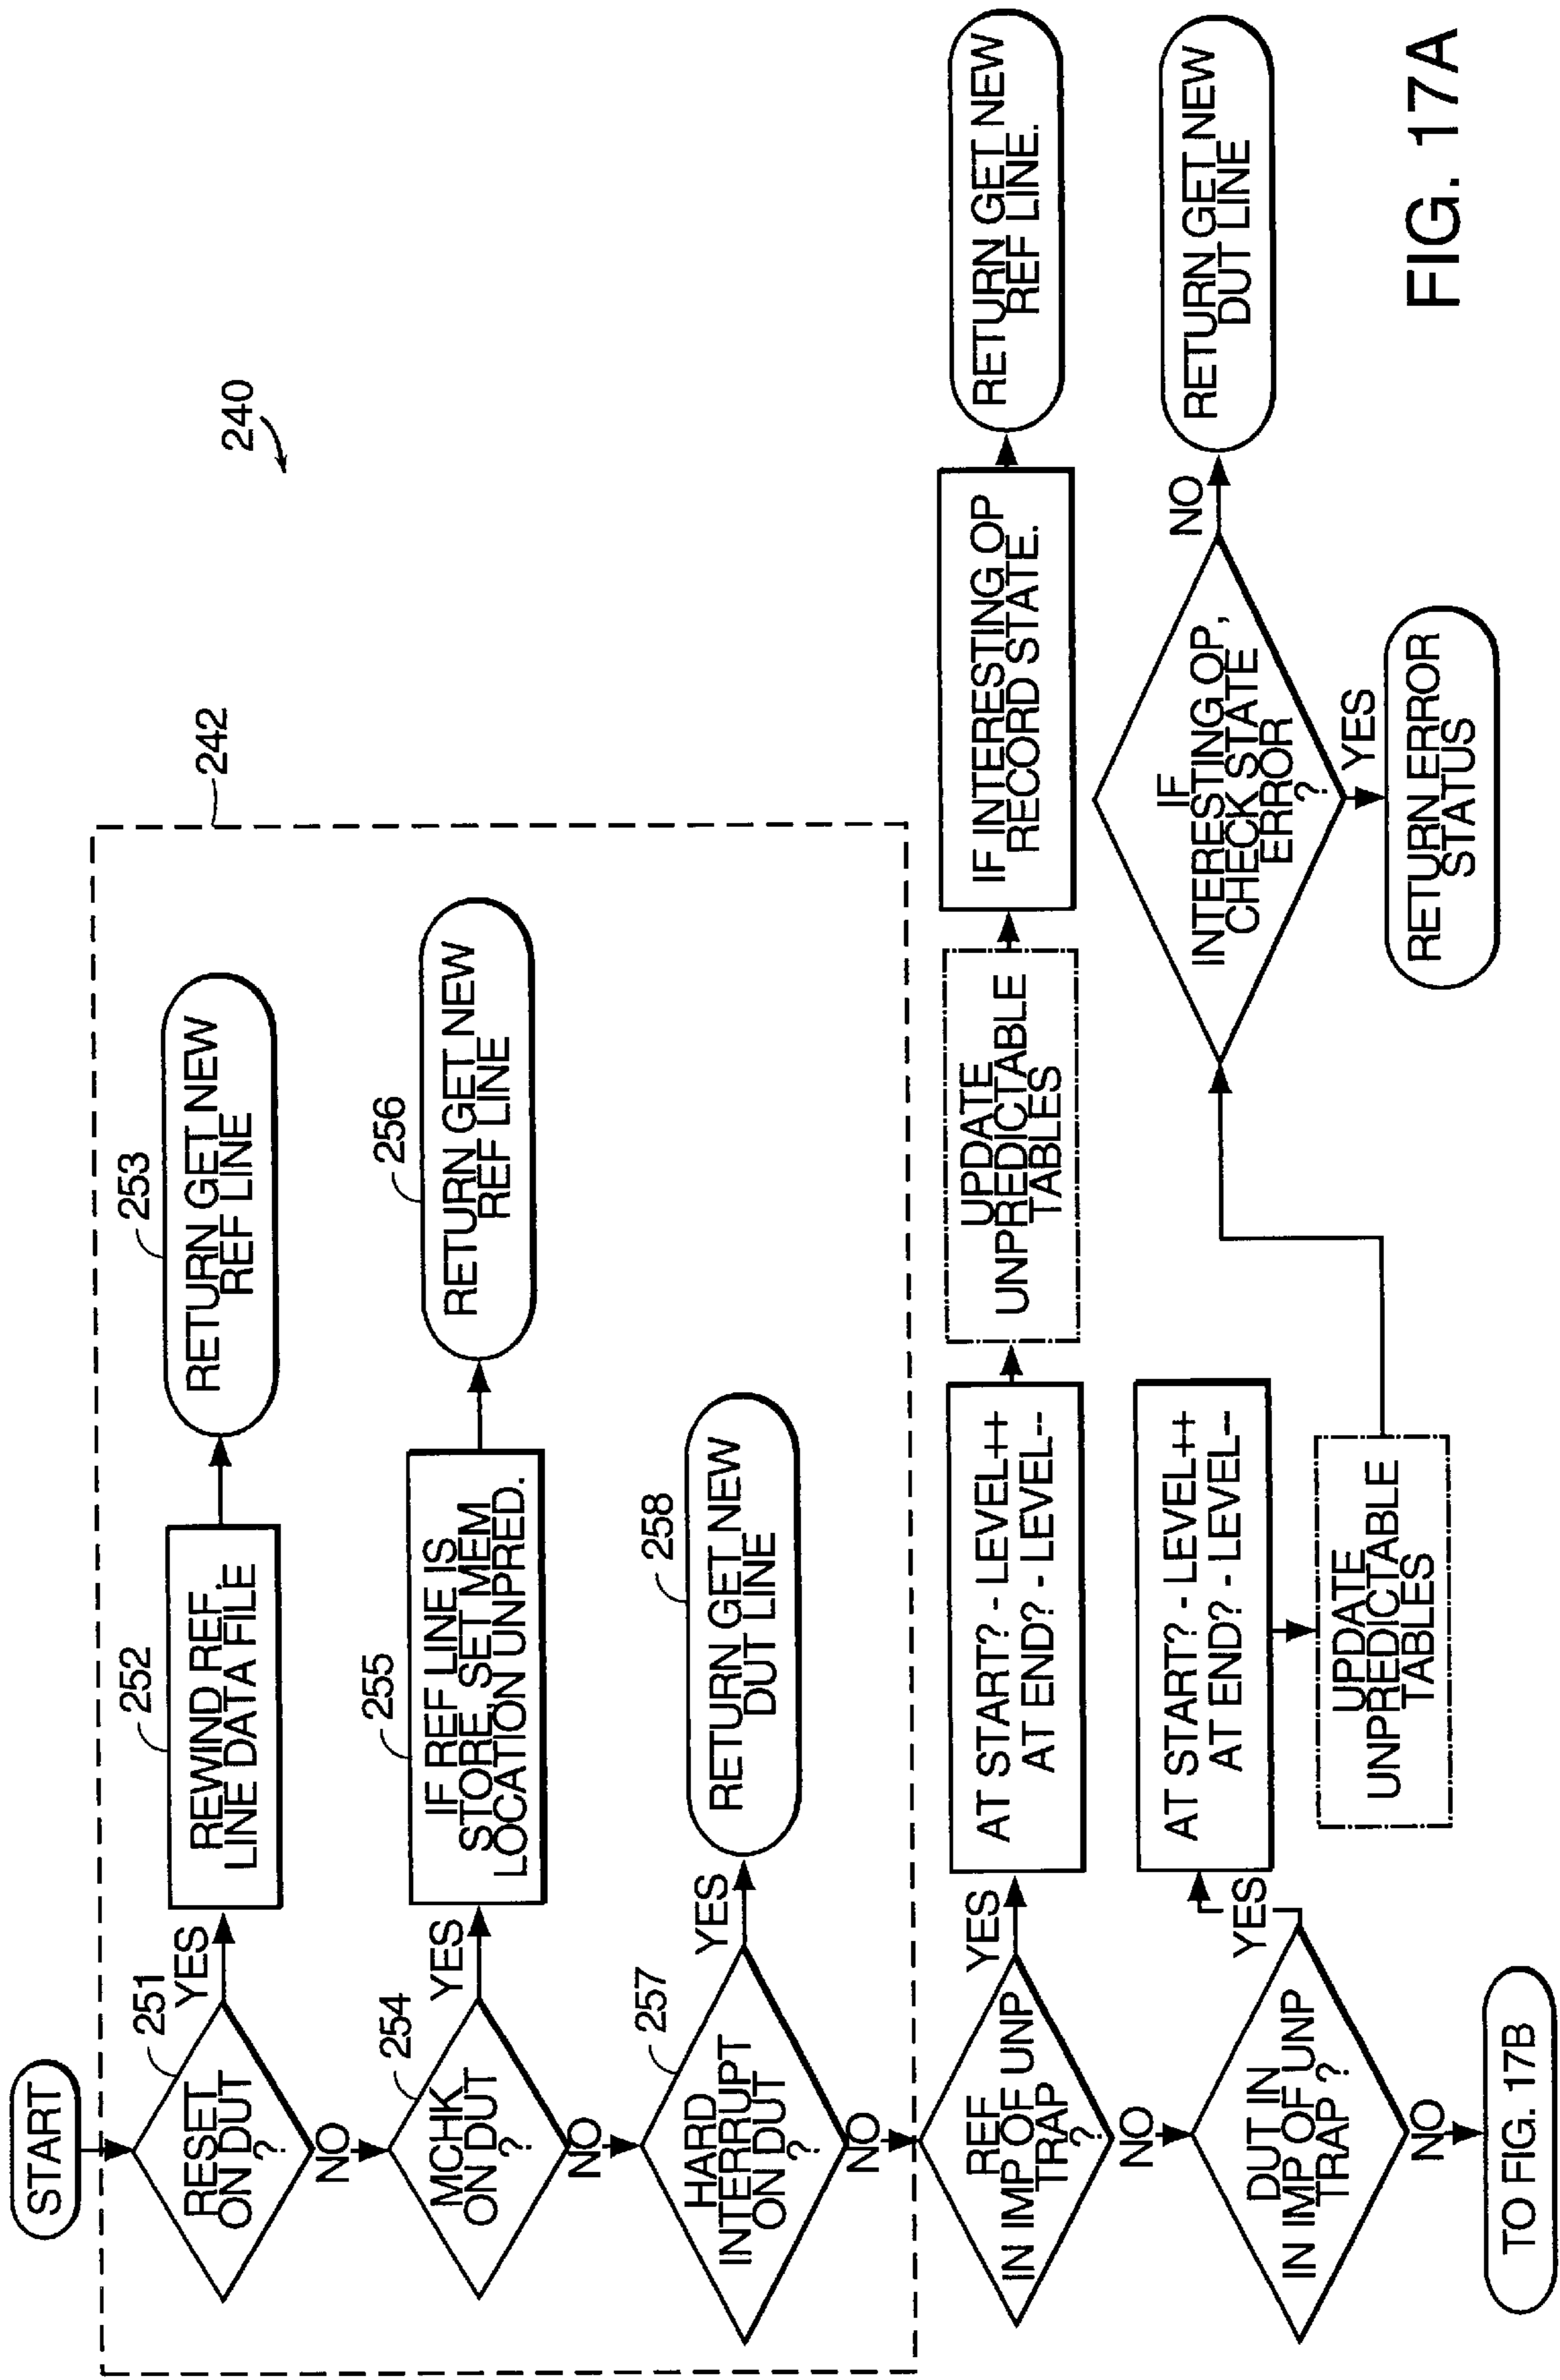 START
240
242
251
RESET
ON DUT
?
YES
252
REWIND REF.
LINE DATA FILE.
253
RETURN GET NEW
REF LINE
NO
254
MCHK
ON DUT
?
YES
255
IF REF LINE IS
STORE, SET MEM
LOCATION UNPRED.
256
RETURN GET NEW
REF LINE
NO
257
HARD
INTERRUPT
ON DUT
?
YES
258
RETURN GET NEW
DUT LINE
NO
REF
IN IMP OF UNP
TRAP
?
YES
AT START? - LEVEL++
AT END? - LEVEL--
UPDATE
UNPREDICTABLE
TABLES
IF INTERESTING OP
RECORD STATE.
RETURN GET NEW
REF LINE.
NO
DUT IN
IN IMP OF UNP
TRAP ?
YES
AT START? - LEVEL++
AT END? - LEVEL--
UPDATE
UNPREDICTABLE
TABLES
IF
INTERESTING OP,
CHECK STATE,
ERROR
?
NO
RETURN GET NEW
DUT LINE
YES
RETURN ERROR
STATUS
NO
TO FIG. 17B
FIG. 17A